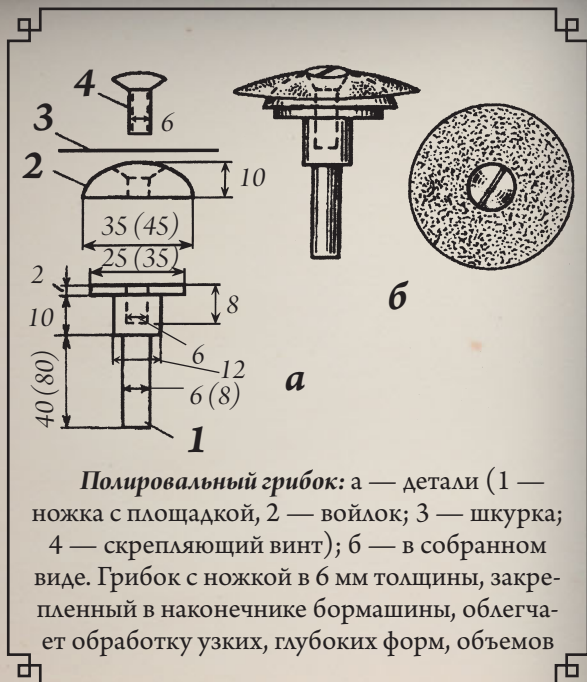 4
6
3
2
10
35 (45)
25 (35)
2
8
10
6
12
40 (80)
6 (8)
1
а
б
Полировальный грибок: а — детали (1 —
ножка с площадкой, 2 — войлок; 3 — шкурка;
4 — скрепляющий винт); б — в собранном
виде. Грибок с ножкой в 6 мм толщины, закре-
пленный в наконечнике бормашины, облегча-
ет обработку узких, глубоких форм, объемов